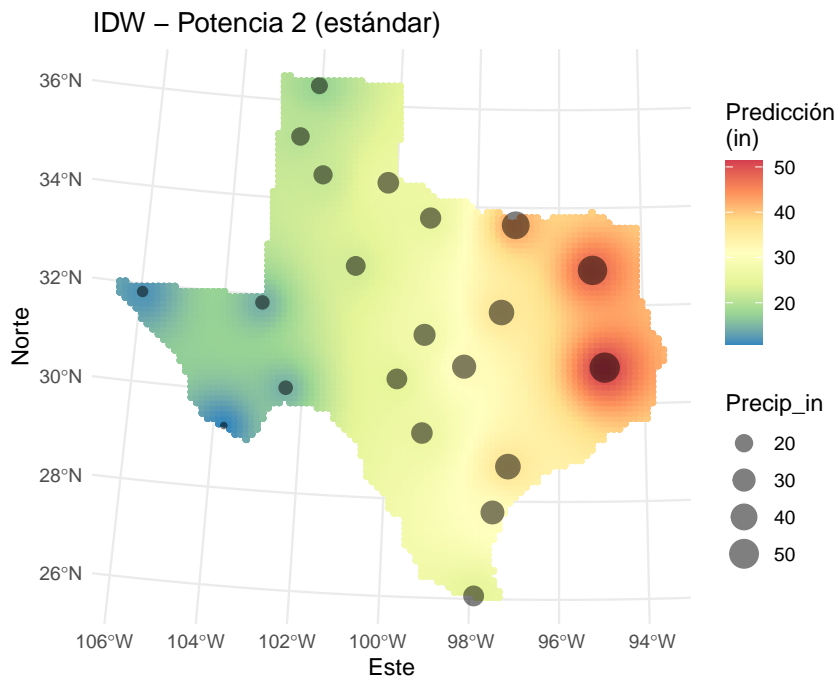 IDW – Potencia 2 (estándar)
36°N
34°N
32°N
30°N
28°N
26°N
Norte
106°W 104°W 102°W 100°W 98°W 96°W 94°W
Este
Predicción
(in)
50
40
30
20
Precip_in
20
30
40
50